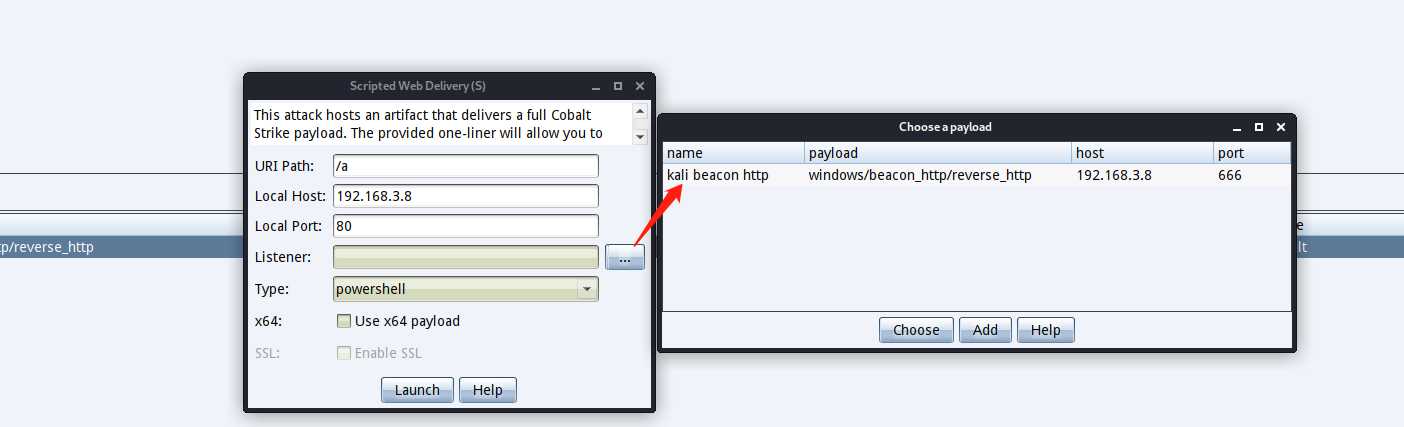 Scripted Web Delivery (S)
This attack hosts an artifact that delivers a full Cobalt
Strike payload. The provided one-liner will allow you to
URI Path: /a
Local Host: 192.168.3.8
Local Port: 80
Listener: ...
Type: powershell
x64: Use x64 payload
SSL: Enable SSL
Launch Help
Choose a payload
name payload host port
kali beacon http windows/beacon_http/reverse_http 192.168.3.8 666
Choose Add Help
p/reverse_http
e
lt